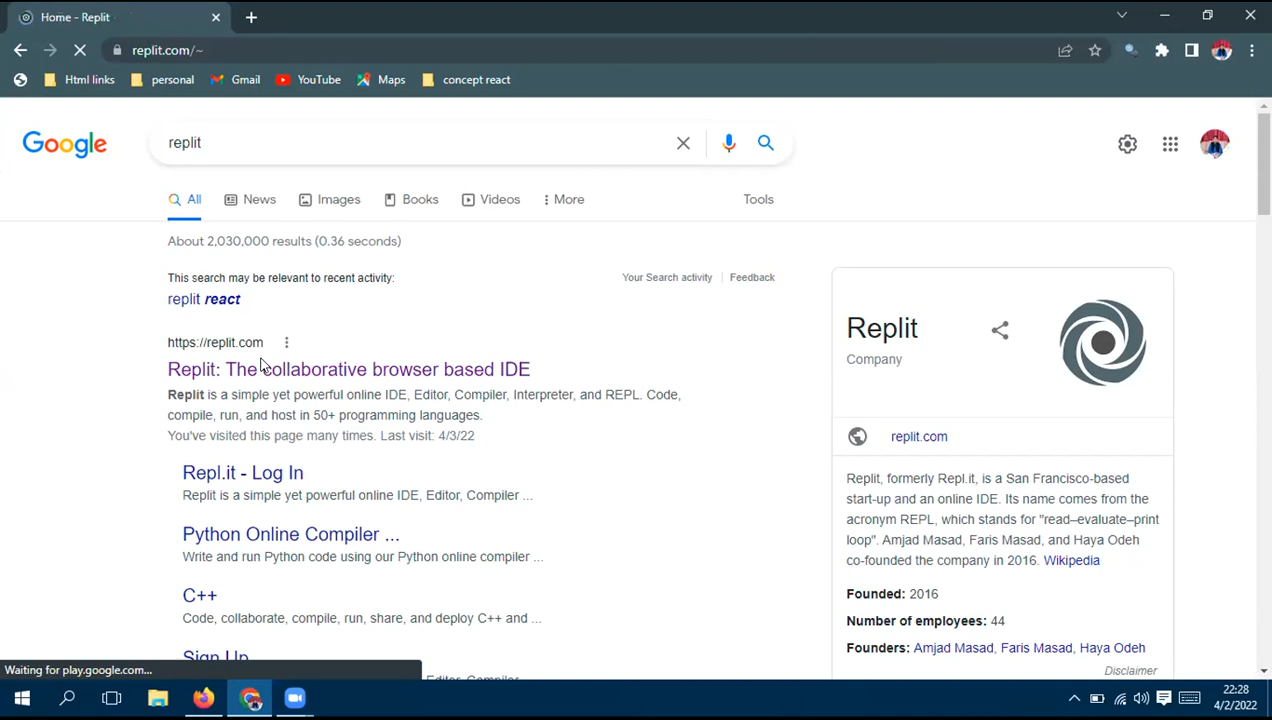 Home - Replit
replit.com/~
Html links personal Gmail YouTube Maps concept react
Google
replit
All News Images Books Videos More Tools
About 2,030,000 results (0.36 seconds)
This search may be relevant to recent activity:
Your Search activity Feedback
replit react
https://replit.com
Replit: The collaborative browser based IDE
Replit is a simple yet powerful online IDE, Editor, Compiler, Interpreter, and REPL. Code,
compile, run, and host in 50+ programming languages.
You've visited this page many times. Last visit: 4/3/22
Repl.it - Log In
Replit is a simple yet powerful online IDE, Editor, Compiler ...
Python Online Compiler ...
Write and run Python code using our Python online compiler ...
C++
Code, collaborate, compile, run, share, and deploy C++ and ...
Sign Up
Editor, Compiler ...
Replit
Company
replit.com
Replit, formerly Repl.it, is a San Francisco-based
start-up and an online IDE. Its name comes from the
acronym REPL, which stands for "read–evaluate–print
loop". Amjad Masad, Faris Masad, and Haya Odeh
co-founded the company in 2016. Wikipedia
Founded: 2016
Number of employees: 44
Founders: Amjad Masad, Faris Masad, Haya Odeh
Disclaimer
Waiting for play.google.com...
22:28
4/2/2022